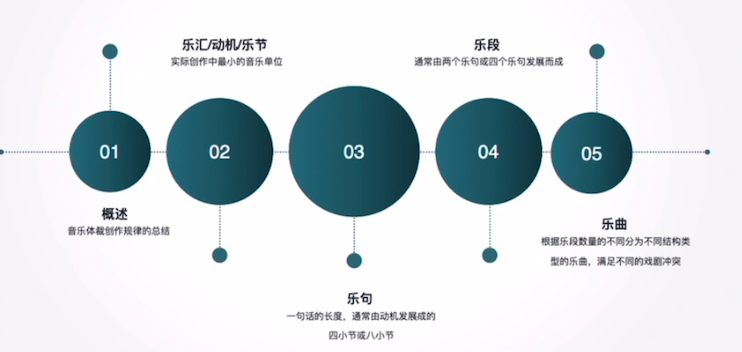 01
概述
音乐体裁创作规律的总结
乐汇/动机/乐节
实际创作中最小的音乐单位
02
03
乐句
一句话的长度，通常由动机发展成的
四小节或八小节
乐段
通常由两个乐句或四个乐句发展而成
04
05
乐曲
根据乐段数量的不同分为不同结构类
型的乐曲，满足不同的戏剧冲突